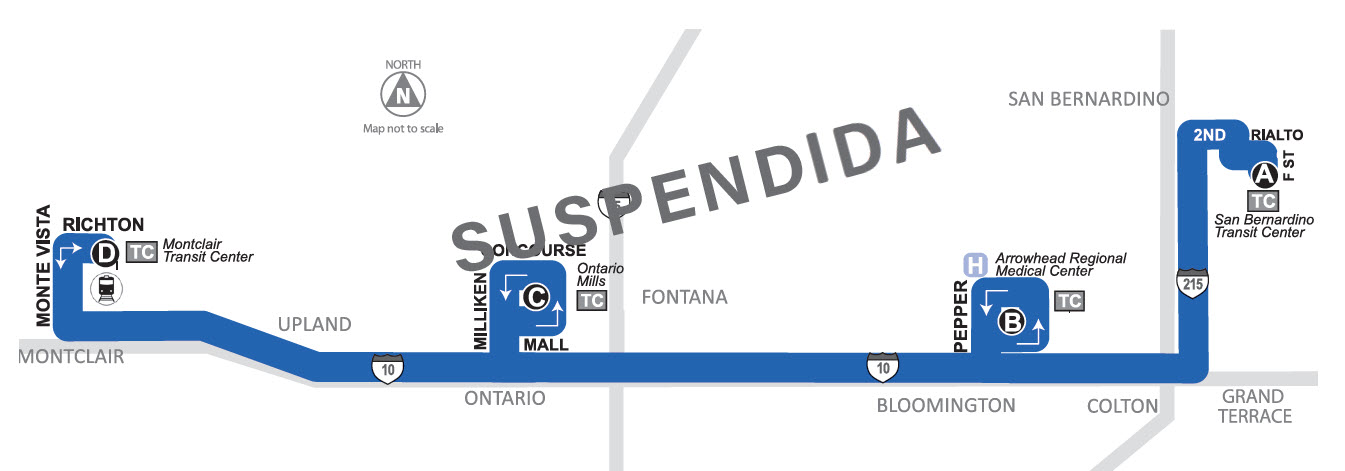 NORTH
N
Map not to scale
SUSPENDIDA
SAN BERNARDINO
2ND
RIALTO
F ST
A
TC
San Bernardino
Transit Center
215
MONTE VISTA
RICHTON
D
TC
Montclair
Transit Center
MILLIKEN
C
Ontario
Mills
TC
MALL
FONTANA
H
Arrowhead Regional
Medical Center
PEPPER
B
TC
UPLAND
MONTCLAIR
10
10
ONTARIO
BLOOMINGTON
COLTON
GRAND
TERRACE